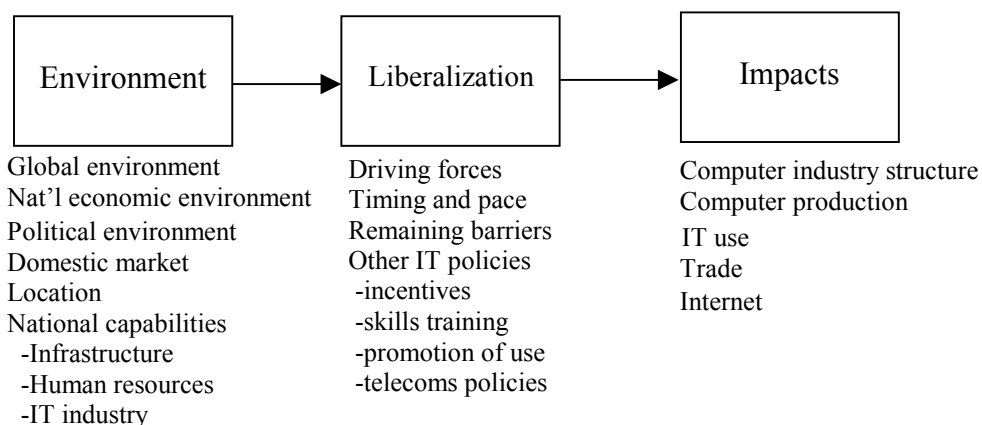 Environment
Global environment
Nat’l economic environment
Political environment
Domestic market
Location
National capabilities
-Infrastructure
-Human resources
-IT industry
Liberalization
Driving forces
Timing and pace
Remaining barriers
Other IT policies
-incentives
-skills training
-promotion of use
-telecoms policies
Impacts
Computer industry structure
Computer production
IT use
Trade
Internet